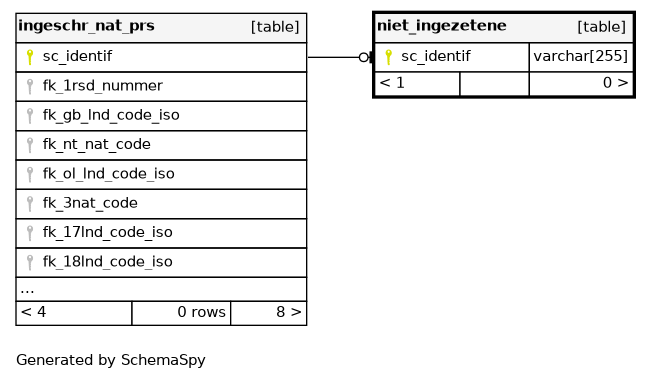 ingeschr_nat_prs [table]
sc_identif
fk_1rsd_nummer
fk_gb_lnd_code_iso
fk_nt_nat_code
fk_ol_lnd_code_iso
fk_3nat_code
fk_17lnd_code_iso
fk_18lnd_code_iso
...
< 4 0 rows 8 >
niet_ingezetene [table]
sc_identif varchar[255]
< 1 0 >
Generated by SchemaSpy